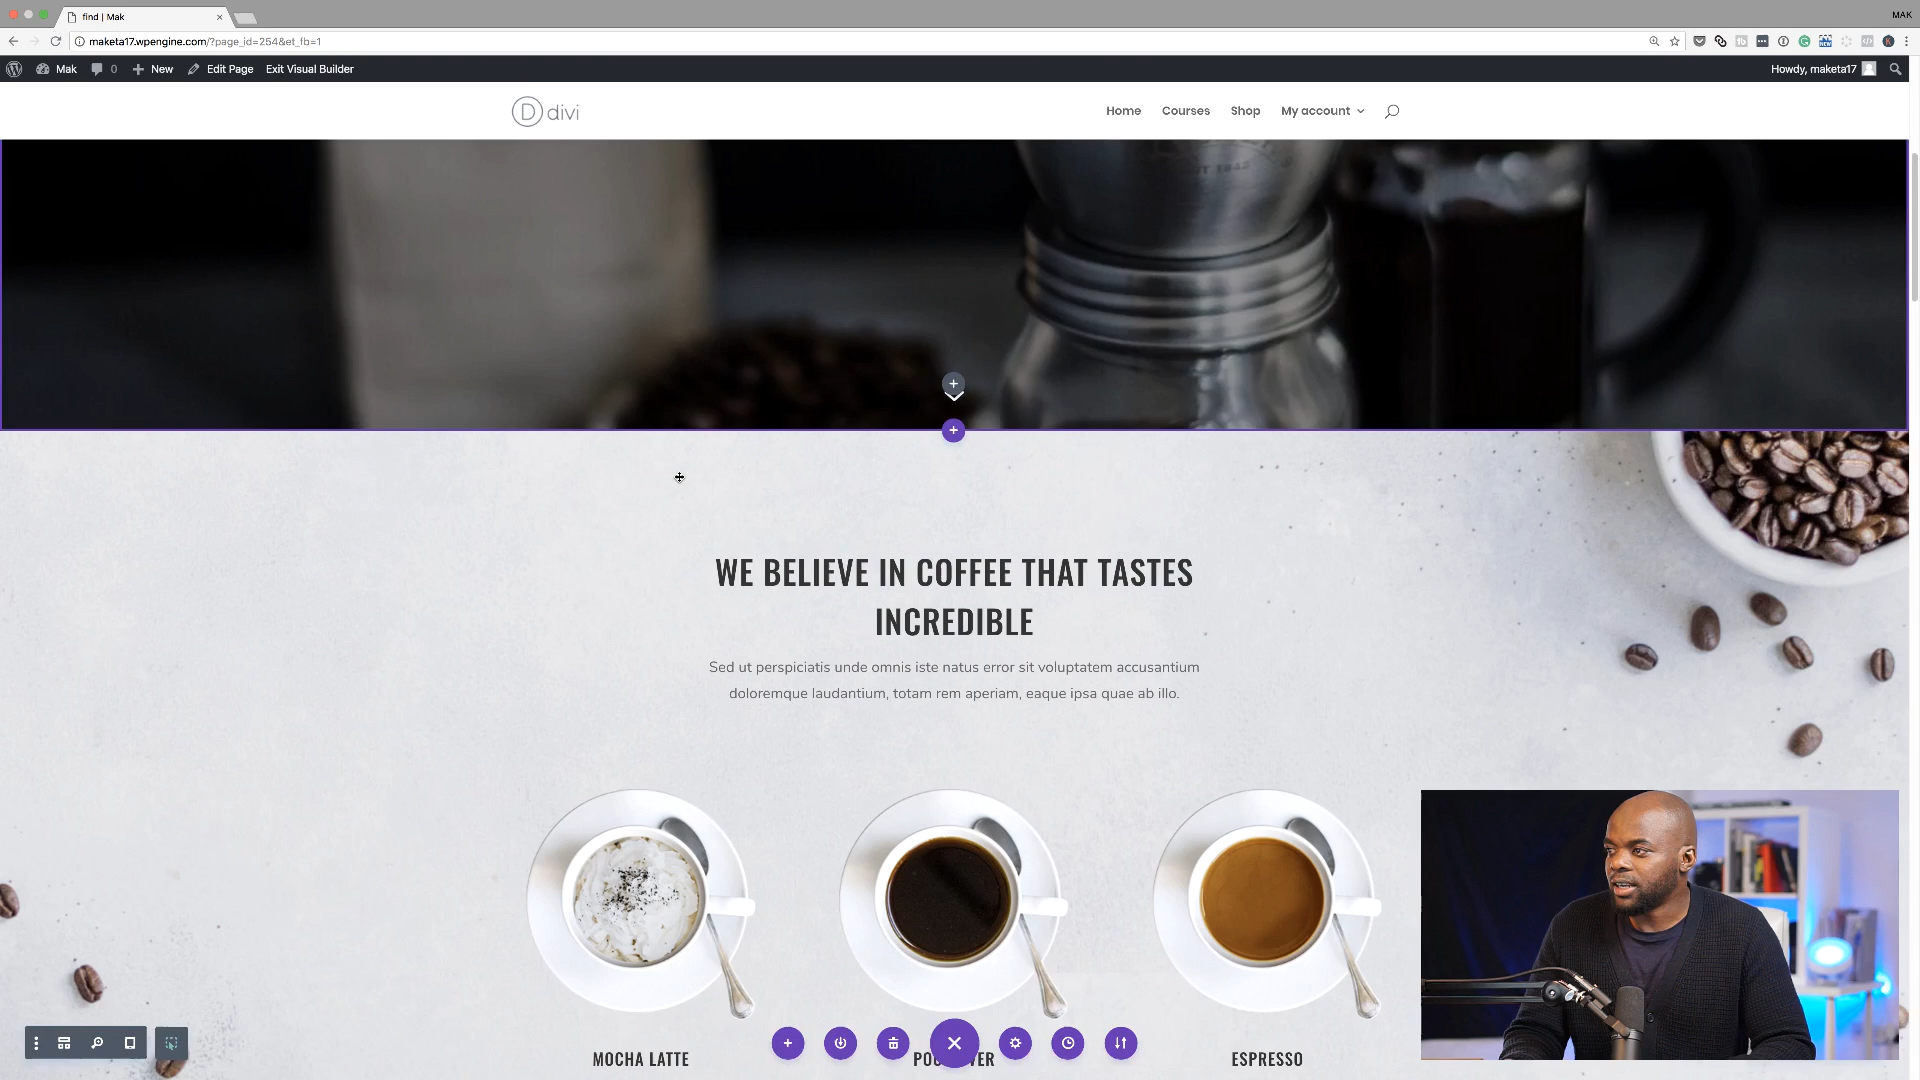 find | Mak
MAK
maketa17.wpengine.com/?page_id=254&et_fb=1
Mak 0 New Edit Page Exit Visual Builder Howdy, maketa17
D divi
Home Courses Shop My account
WE BELIEVE IN COFFEE THAT TASTES
INCREDIBLE
Sed ut perspiciatis unde omnis iste natus error sit voluptatem accusantium
doloremque laudantium, totam rem aperiam, eaque ipsa quae ab illo.
MOCHA LATTE
ESPRESSO